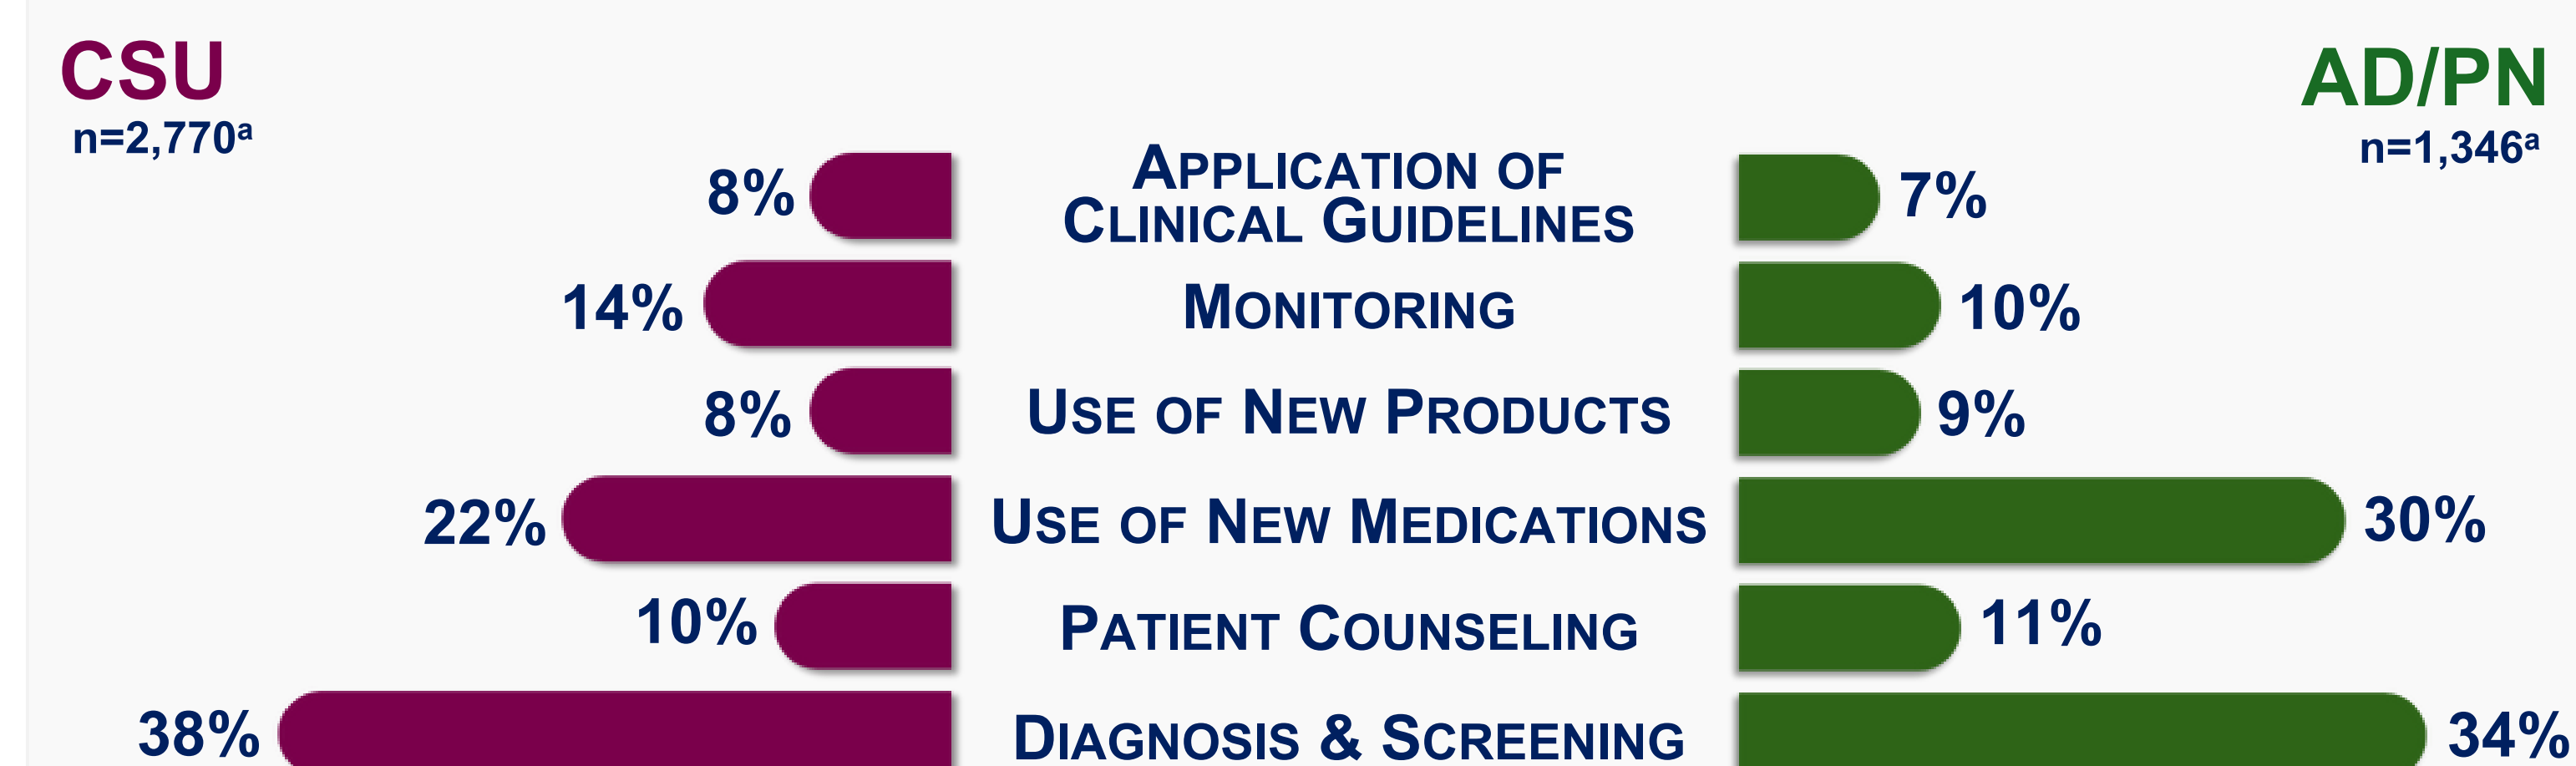 CSU
n=2,770ª
AD/PN
n=1,346ª
8% APPLICATION OF
CLINICAL GUIDELINES 7%
14% MONITORING 10%
8% USE OF NEW PRODUCTS 9%
22% USE OF NEW MEDICATIONS 30%
10% PATIENT COUNSELING 11%
38% DIAGNOSIS & SCREENING 34%